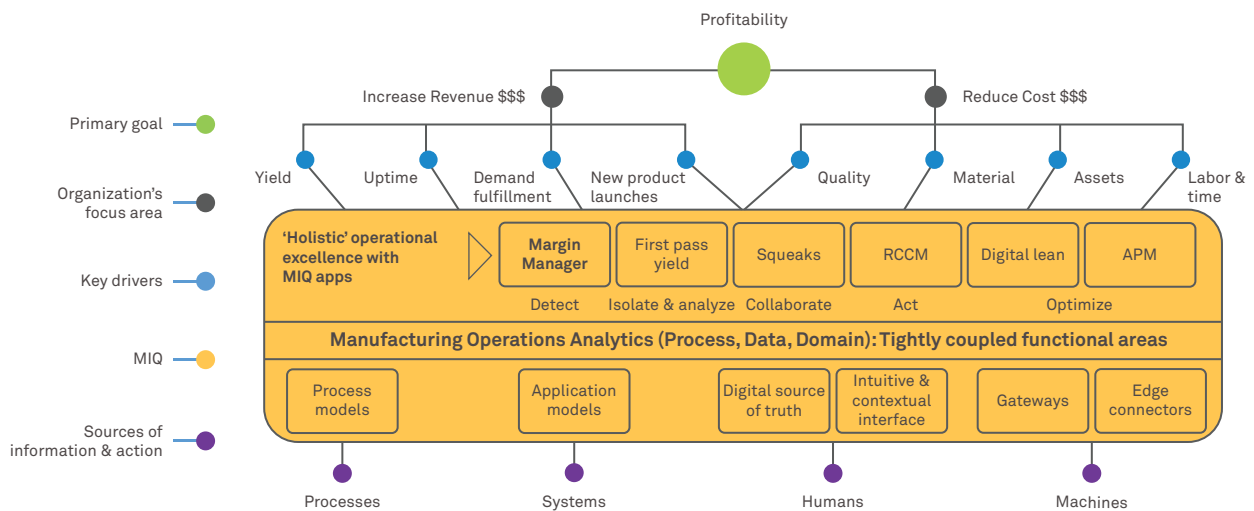 Profitability
Increase Revenue $$$
Reduce Cost $$$
Primary goal
Organization's
focus area
Key drivers
MIQ
Sources of
information & action
Yield
Uptime
Demand
fulfillment
New product
launches
Quality
Material
Assets
Labor &
time
‘Holistic’ operational
excellence with
MIQ apps
Margin
Manager
First pass
yield
Squeaks
RCCM
Digital lean
APM
Detect
Isolate & analyze
Collaborate
Act
Optimize
Manufacturing Operations Analytics (Process, Data, Domain): Tightly coupled functional areas
Process
models
Application
models
Digital source
of truth
Intuitive &
contextual
interface
Gateways
Edge
connectors
Processes
Systems
Humans
Machines